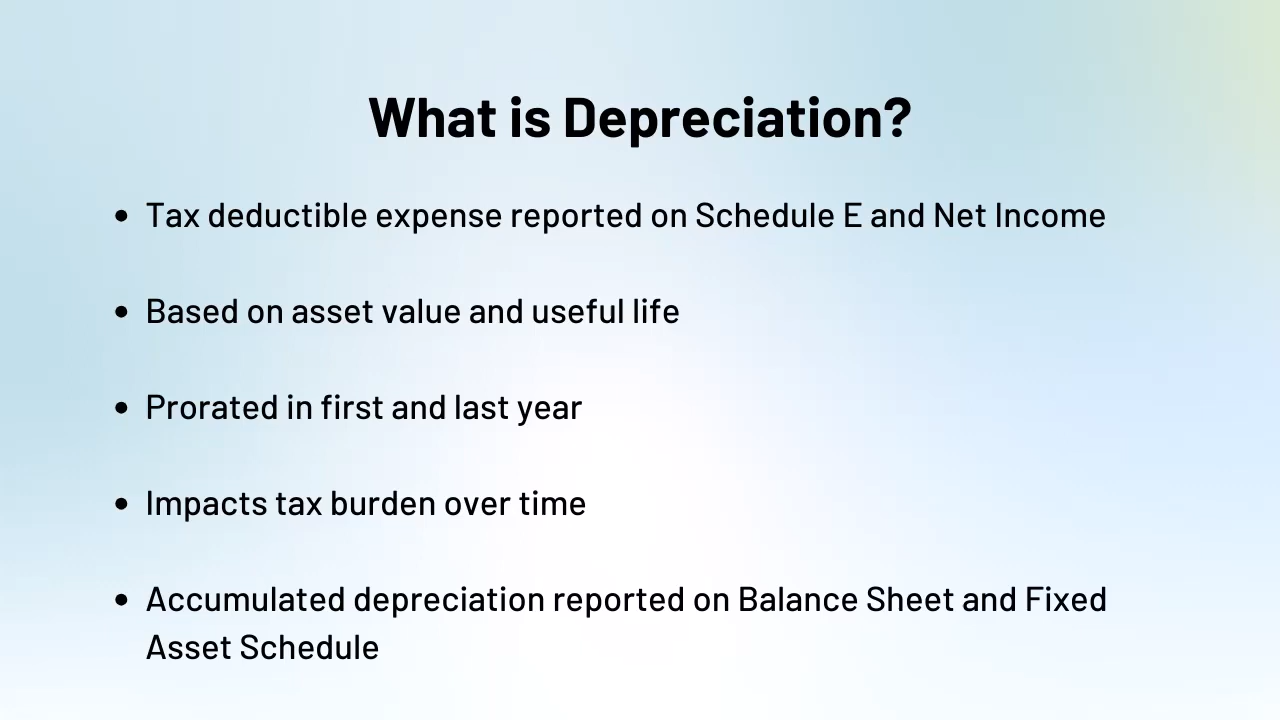 What is Depreciation?
• Tax deductible expense reported on Schedule E and Net Income
• Based on asset value and useful life
• Prorated in first and last year
• Impacts tax burden over time
• Accumulated depreciation reported on Balance Sheet and Fixed
Asset Schedule